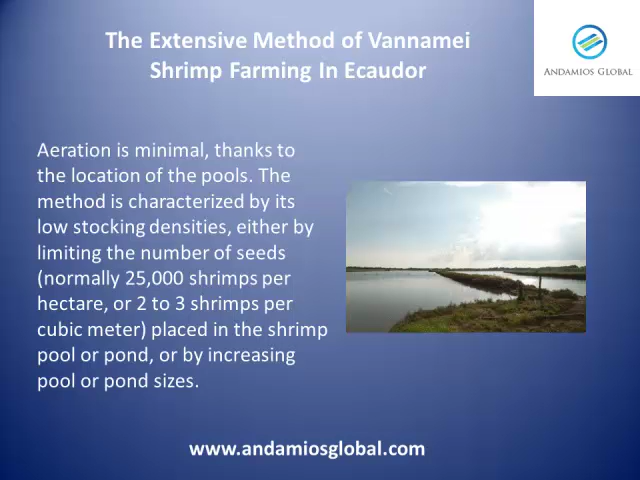 The Extensive Method of Vannamei
Shrimp Farming In Ecaudor
ANDAMIOS GLOBAL
Aeration is minimal, thanks to
the location of the pools. The
method is characterized by its
low stocking densities, either by
limiting the number of seeds
(normally 25,000 shrimps per
hectare, or 2 to 3 shrimps per
cubic meter) placed in the shrimp
pool or pond, or by increasing
pool or pond sizes.
www.andamiosglobal.com